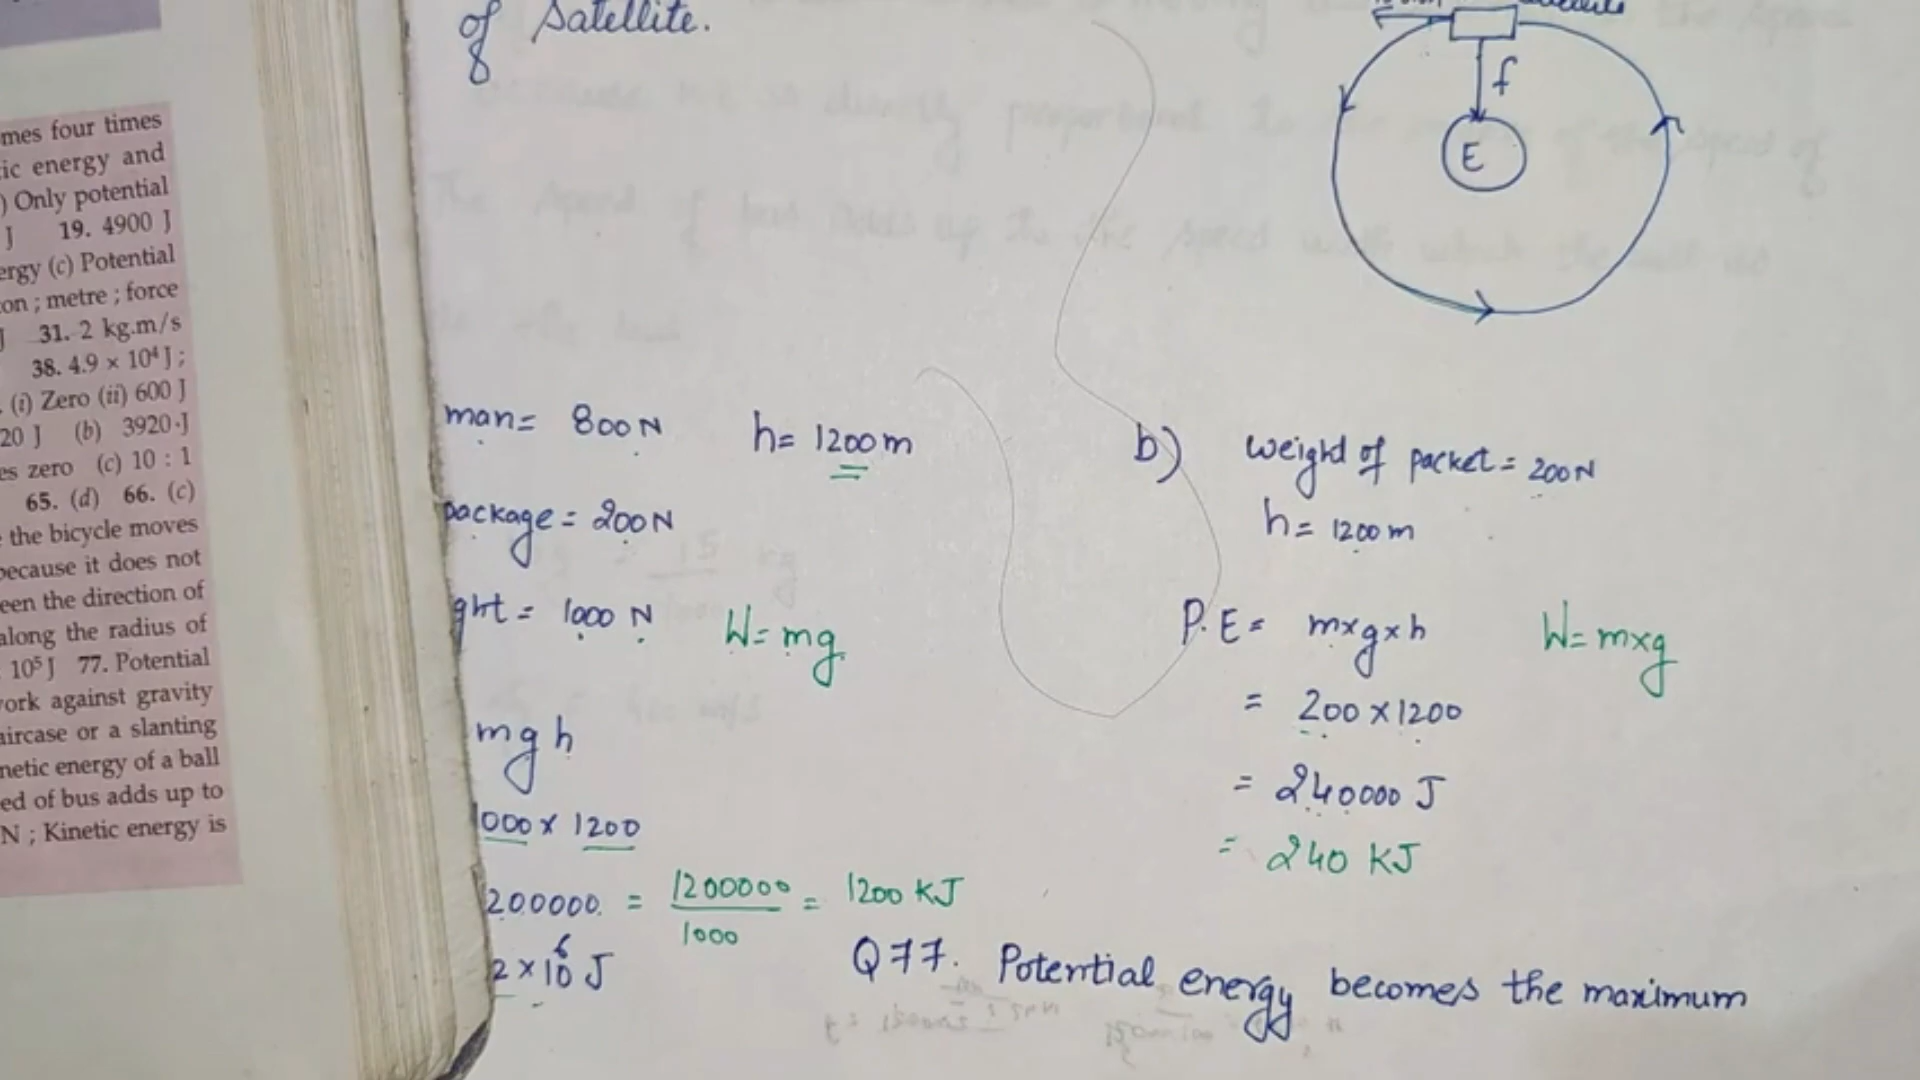 mes four times
ic energy and
) Only potential
J 19. 4900 J
ergy (c) Potential
on ; metre ; force
J 31. 2 kg.m/s
38. 4.9 × 10⁴ J ;
. (i) Zero (ii) 600 J
20 J (b) 3920 J
es zero (c) 10 : 1
65. (d) 66. (c)
the bicycle moves
because it does not
een the direction of
along the radius of
10⁵ J 77. Potential
ork against gravity
aircase or a slanting
netic energy of a ball
ed of bus adds up to
N ; Kinetic energy is
of satellite.
f
E
man = 800 N h = 1200 m
package = 200 N
ght = 1000 N W = mg
mgh
000 × 1200
200000 = 1200000 / 1000 = 1200 KJ
2 × 10⁶ J
b) weight of packet = 200 N
h = 1200 m
P.E = m×g×h W = m×g
= 200 × 1200
= 240000 J
= 240 KJ
Q77. Potential energy becomes the maximum